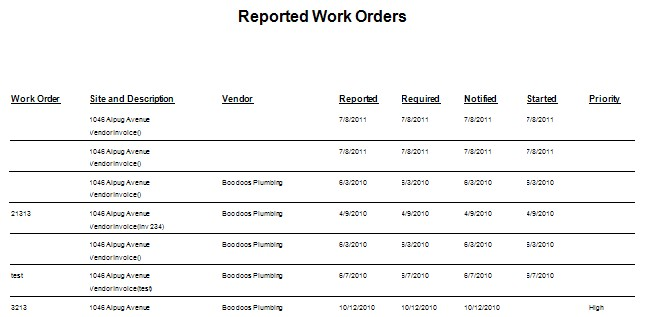 Reported Work Orders
Work Order Site and Description Vendor Reported Required Notified Started Priority
1046 Alpug Avenue 7/8/2011 7/8/2011 7/8/2011 7/8/2011
VendorInvoice()
1046 Alpug Avenue 7/8/2011 7/8/2011 7/8/2011 7/8/2011
VendorInvoice()
1046 Alpug Avenue Boodoos Plumbing 6/3/2010 5/3/2010 6/3/2010 5/3/2010
VendorInvoice()
21313 1046 Alpug Avenue Boodoos Plumbing 4/9/2010 4/9/2010 4/9/2010 4/9/2010
VendorInvoice(Inv 234)
1046 Alpug Avenue Boodoos Plumbing 6/3/2010 5/3/2010 6/3/2010 5/3/2010
VendorInvoice()
test 1046 Alpug Avenue Boodoos Plumbing 6/7/2010 5/7/2010 6/7/2010 5/7/2010
VendorInvoice(test)
3213 1046 Alpug Avenue Boodoos Plumbing 10/12/2010 10/12/2010 10/12/2010 High